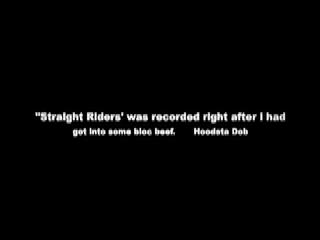 "Straight Riders' was recorded right after i had
got into some bloc beef. Hoodsta Dob